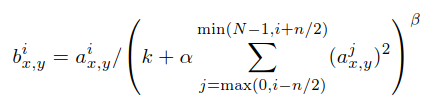 b^i_{x,y} = a^i_{x,y} / \left( k + \alpha \sum_{j=\max(0,i-n/2)}^{\min(N-1,i+n/2)} (a^j_{x,y})^2 \right)^\beta